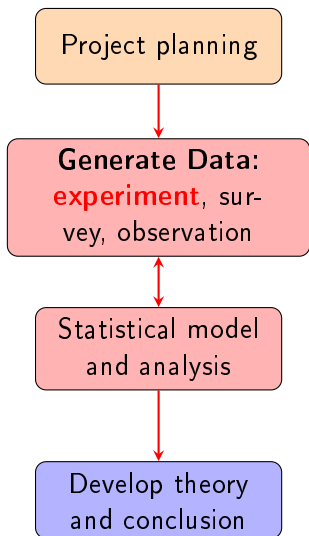 Project planning
Generate Data:
experiment, sur-
vey, observation
Statistical model
and analysis
Develop theory
and conclusion